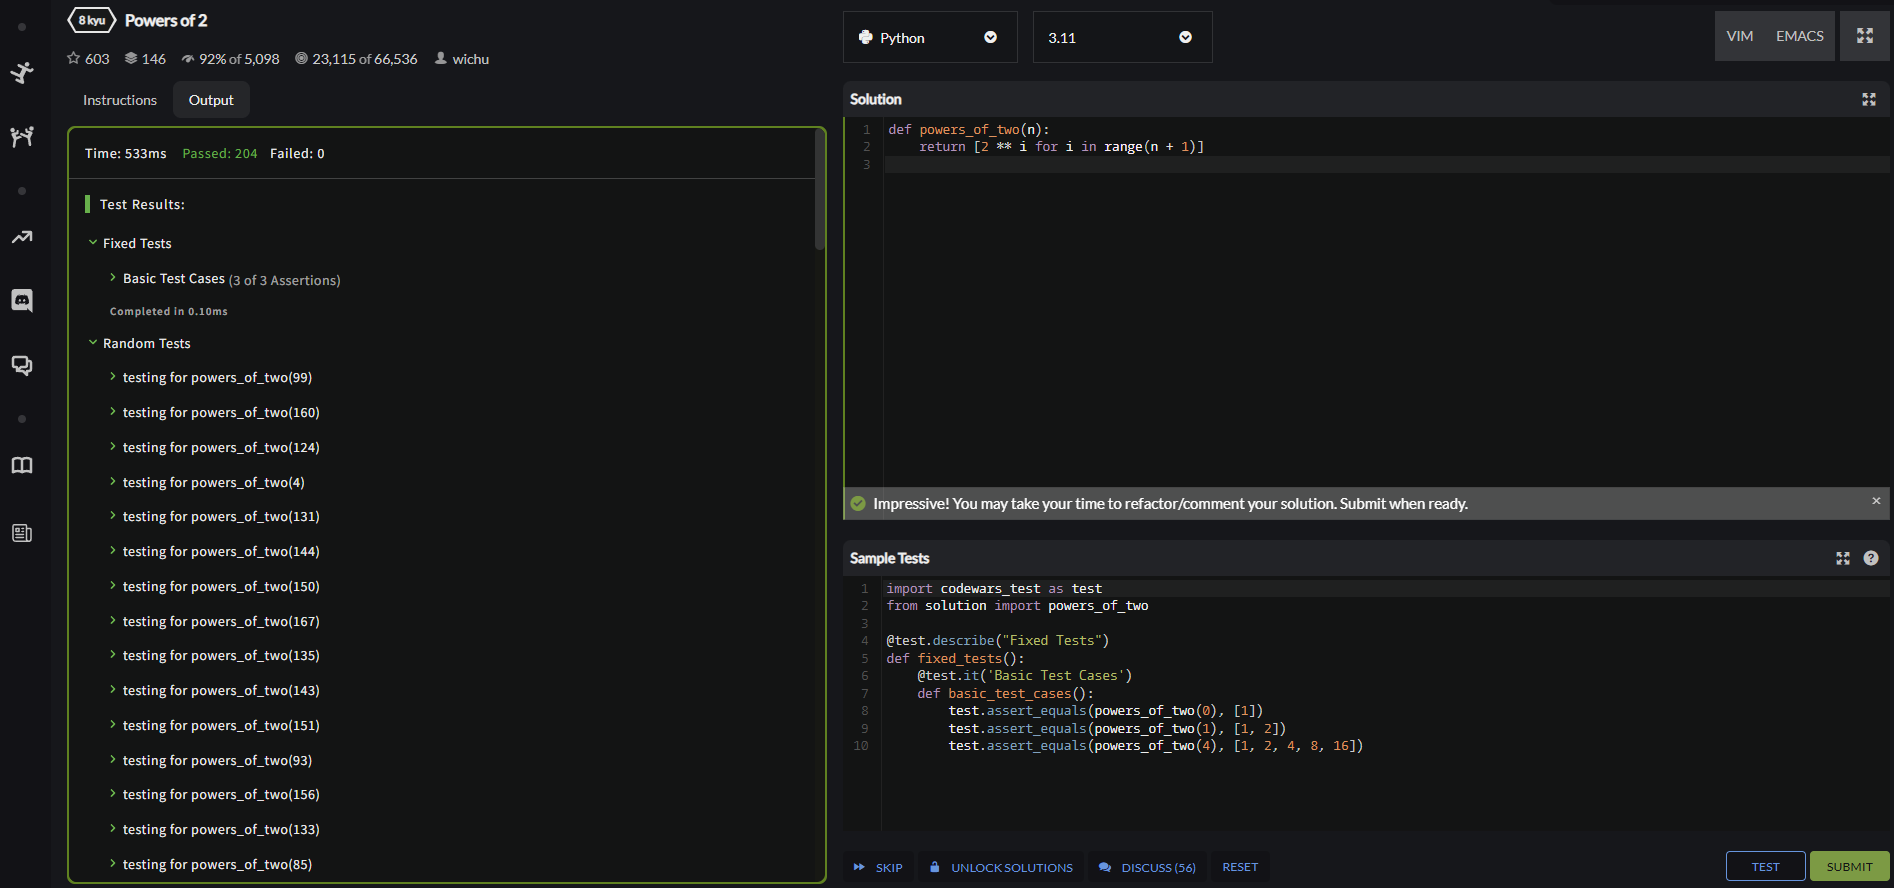 8 kyu Powers of 2
603 146 92% of 5,098 23,115 of 66,536 wichu
Instructions Output
Time: 533ms Passed: 204 Failed: 0
Test Results:
Fixed Tests
Basic Test Cases (3 of 3 Assertions)
Completed in 0.10ms
Random Tests
testing for powers_of_two(99)
testing for powers_of_two(160)
testing for powers_of_two(124)
testing for powers_of_two(4)
testing for powers_of_two(131)
testing for powers_of_two(144)
testing for powers_of_two(150)
testing for powers_of_two(167)
testing for powers_of_two(135)
testing for powers_of_two(143)
testing for powers_of_two(151)
testing for powers_of_two(93)
testing for powers_of_two(156)
testing for powers_of_two(133)
testing for powers_of_two(85)
Python 3.11 VIM EMACS
Solution
1 def powers_of_two(n):
2     return [2 ** i for i in range(n + 1)]
3
Impressive! You may take your time to refactor/comment your solution. Submit when ready. ×
Sample Tests ?
1 import codewars_test as test
2 from solution import powers_of_two
3
4 @test.describe("Fixed Tests")
5 def fixed_tests():
6     @test.it('Basic Test Cases')
7     def basic_test_cases():
8         test.assert_equals(powers_of_two(0), [1])
9         test.assert_equals(powers_of_two(1), [1, 2])
10         test.assert_equals(powers_of_two(4), [1, 2, 4, 8, 16])
SKIP UNLOCK SOLUTIONS DISCUSS (56) RESET TEST SUBMIT